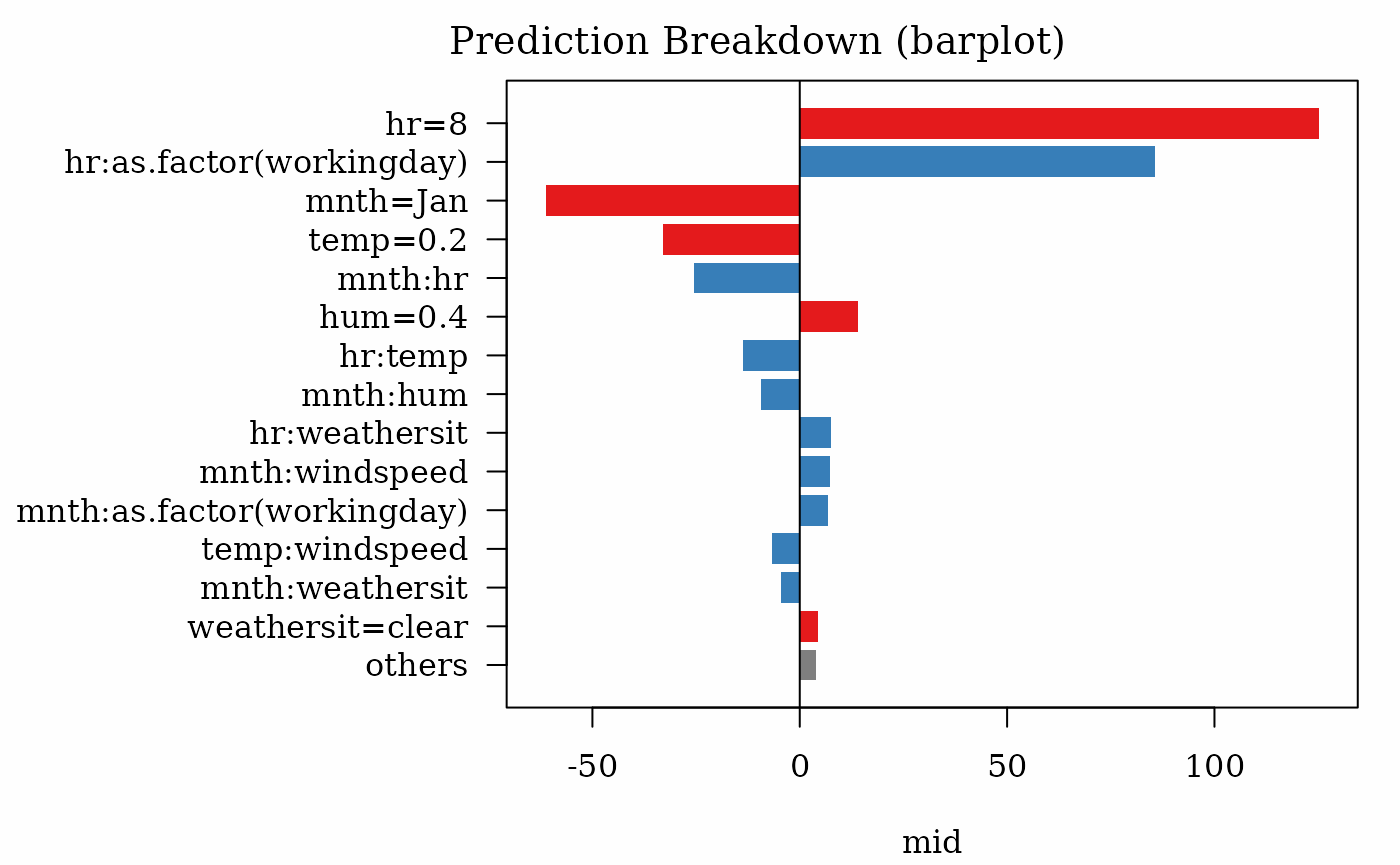 Prediction Breakdown (barplot)
hr=8
hr:as.factor(workingday)
mnth=Jan
temp=0.2
mnth:hr
hum=0.4
hr:temp
mnth:hum
hr:weathersit
mnth:windspeed
mnth:as.factor(workingday)
temp:windspeed
mnth:weathersit
weathersit=clear
others
-50 0 50 100
mid